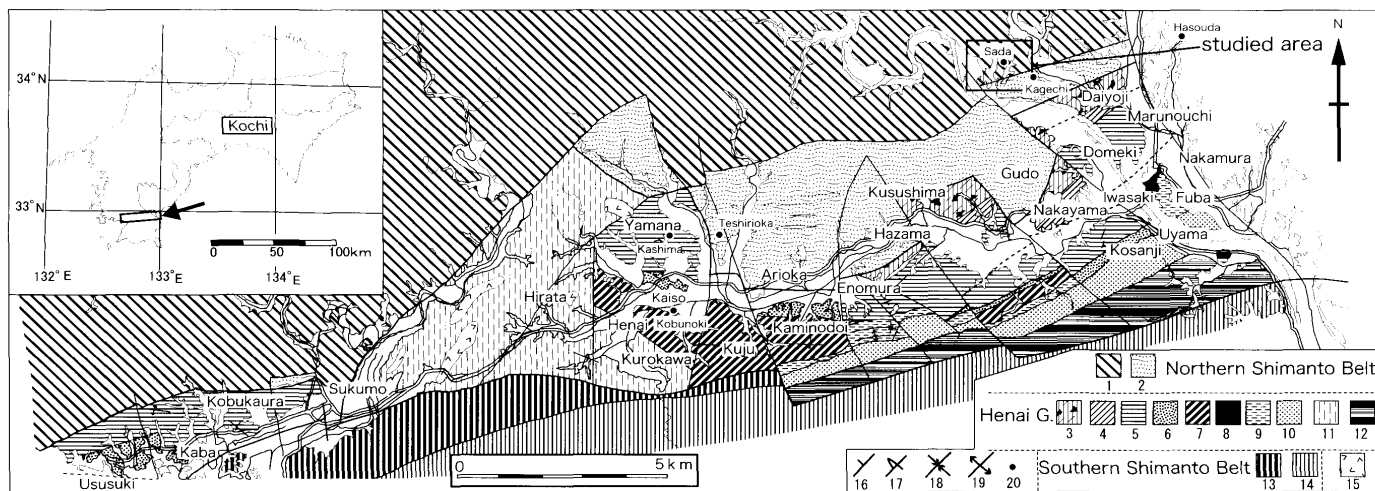 34°N
33°N
132°E
133°E
134°E
Kochi
0 50 100km
N
Hasouda
studied area
Sada
Kagechi
Daiyoji
Marunouchi
Domeki
Nakamura
Gudo
Kusushima
Iwasaki
Fuba
Nakayama
Yamana
Teshirioka
Uyama
Hazama
Kosanji
Kashima
Arioka
Enomura
Hirata
Kaiso
Henai
Kobunoki
Kaminodoi
Kurokawa
Kuju
Sukumo
Kobukaura
Kaba
Ususuki
0 5 km
Northern Shimanto Belt
1 2
Henai G.
3 4 5 6 7 8 9 10 11 12
Southern Shimanto Belt
16 17 18 19 20 13 14 15